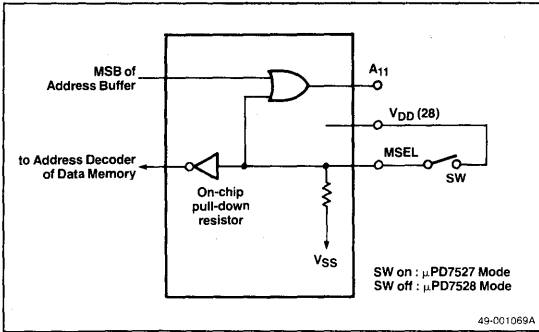 MSB of
Address Buffer
A11
VDD (28)
to Address Decoder
of Data Memory
MSEL
SW
On-chip
pull-down
resistor
VSS
SW on : μPD7527 Mode
SW off : μPD7528 Mode
49-001069A